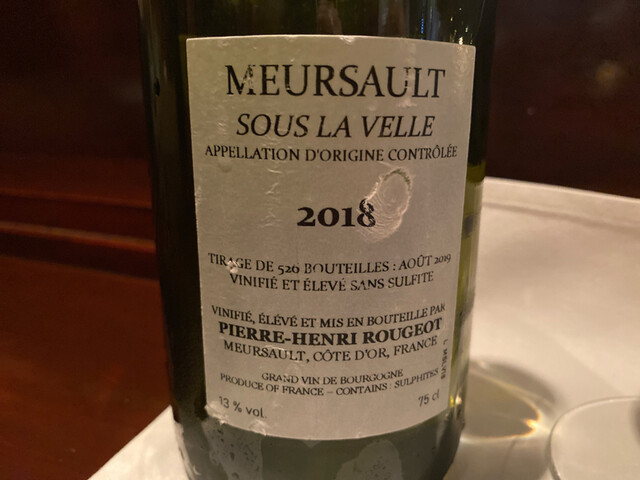 MEURSAULT
SOUS LA VELLE
APPELLATION D'ORIGINE CONTRÔLÉE
2018
TIRAGE DE 520 BOUTEILLES : AOÛT 2019
VINIFIÉ ET ÉLEVÉ SANS SULFITE
VINIFIÉ, ÉLÉVÉ ET MIS EN BOUTEILLE PAR
PIERRE-HENRI ROUGEOT
MEURSAULT, CÔTE D'OR, FRANCE
GRAND VIN DE BOURGOGNE
PRODUCE OF FRANCE – CONTAINS : SULPHITES
13 % vol. 75 cl